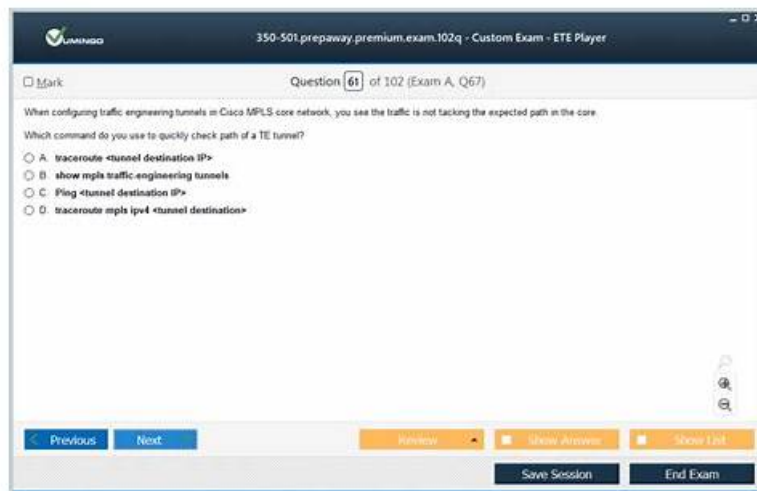 VUMINGO
350-501.prepaway.premium.exam.102q - Custom Exam - ETE Player
Mark
Question 61 of 102 (Exam A, Q67)
When configuring traffic engineering tunnels in Cisco MPLS core network, you see the traffic is not tacking the expected path in the core
Which command do you use to quickly check path of a TE tunnel?
A. traceroute <tunnel destination IP>
B. show mpls traffic-engineering tunnels
C. Ping <tunnel destination IP>
D. traceroute mpls ipv4 <tunnel destination>
Previous
Next
Review
Show Answer
Show List
Save Session
End Exam